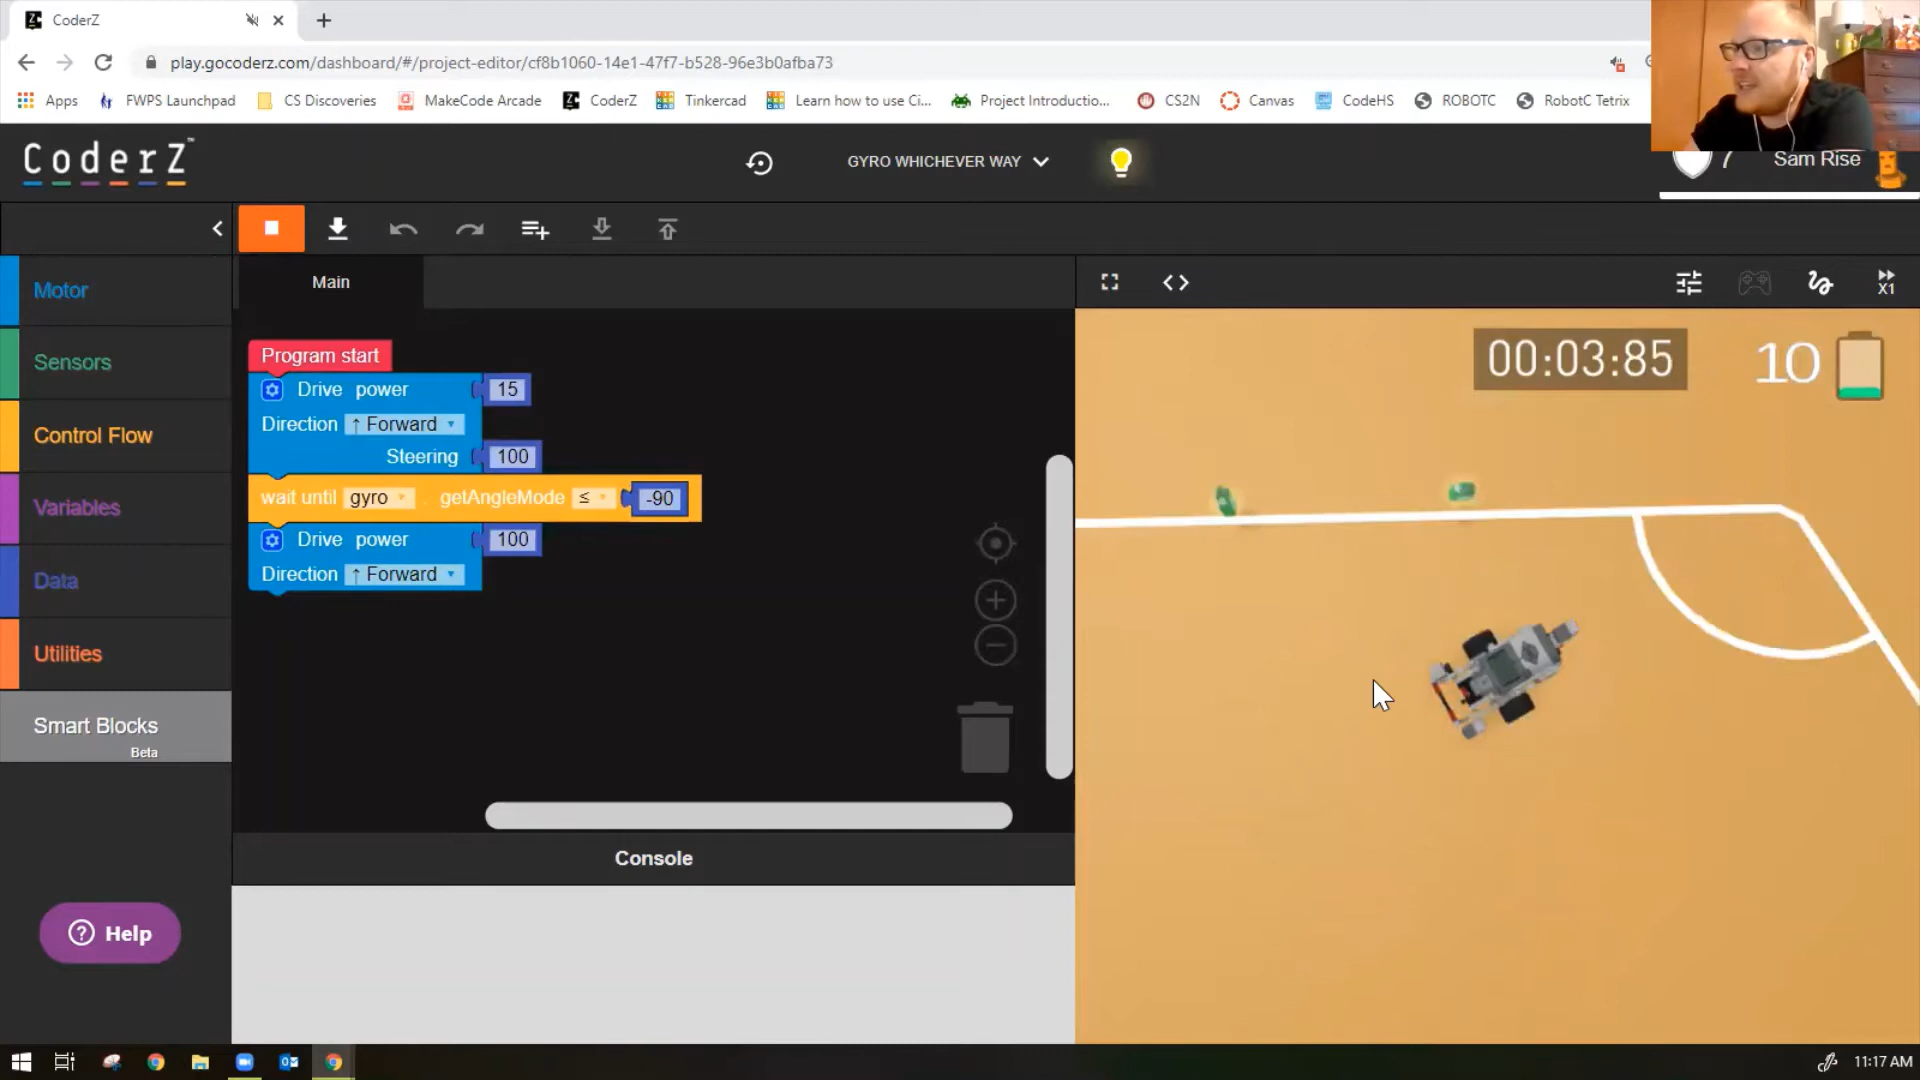 CoderZ
play.gocoderz.com/dashboard/#/project-editor/cf8b1060-14e1-47f7-b528-96e3b0afba73
Apps FWPS Launchpad CS Discoveries MakeCode Arcade CoderZ Tinkercad Learn how to use Ci... Project Introductio... CS2N Canvas CodeHS ROBOTC RobotC Tetrix
CoderZ™ GYRO WHICHEVER WAY 7 Sam Rise
Main
X1
Motor
Sensors
Control Flow
Variables
Data
Utilities
Smart Blocks
Beta
Help
Program start
Drive power 15
Direction ↑ Forward
Steering 100
wait until gyro . getAngleMode ≤ -90
Drive power 100
Direction ↑ Forward
Console
00:03:85 10
11:17 AM